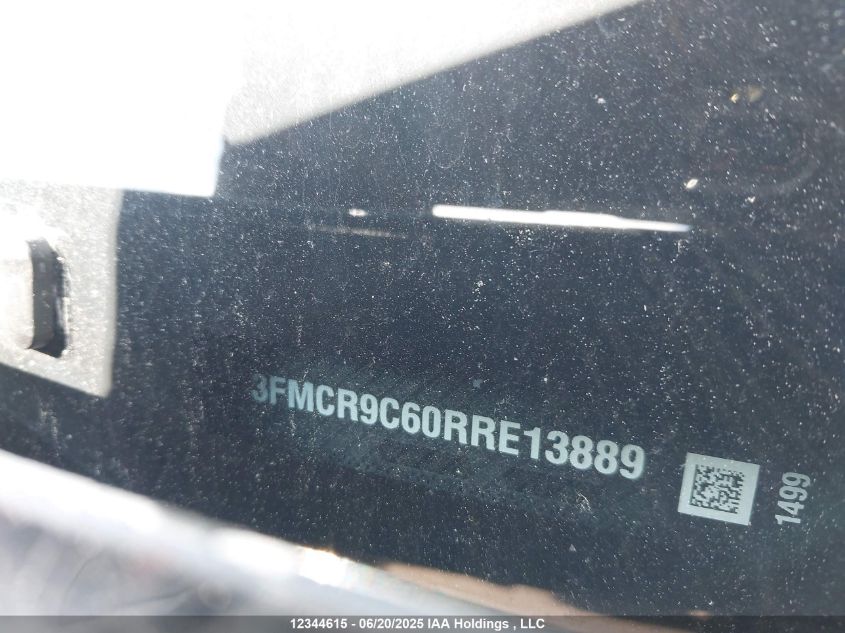 3FMCR9C60RRE13889
1499
12344615 - 06/20/2025 IAA Holdings , LLC